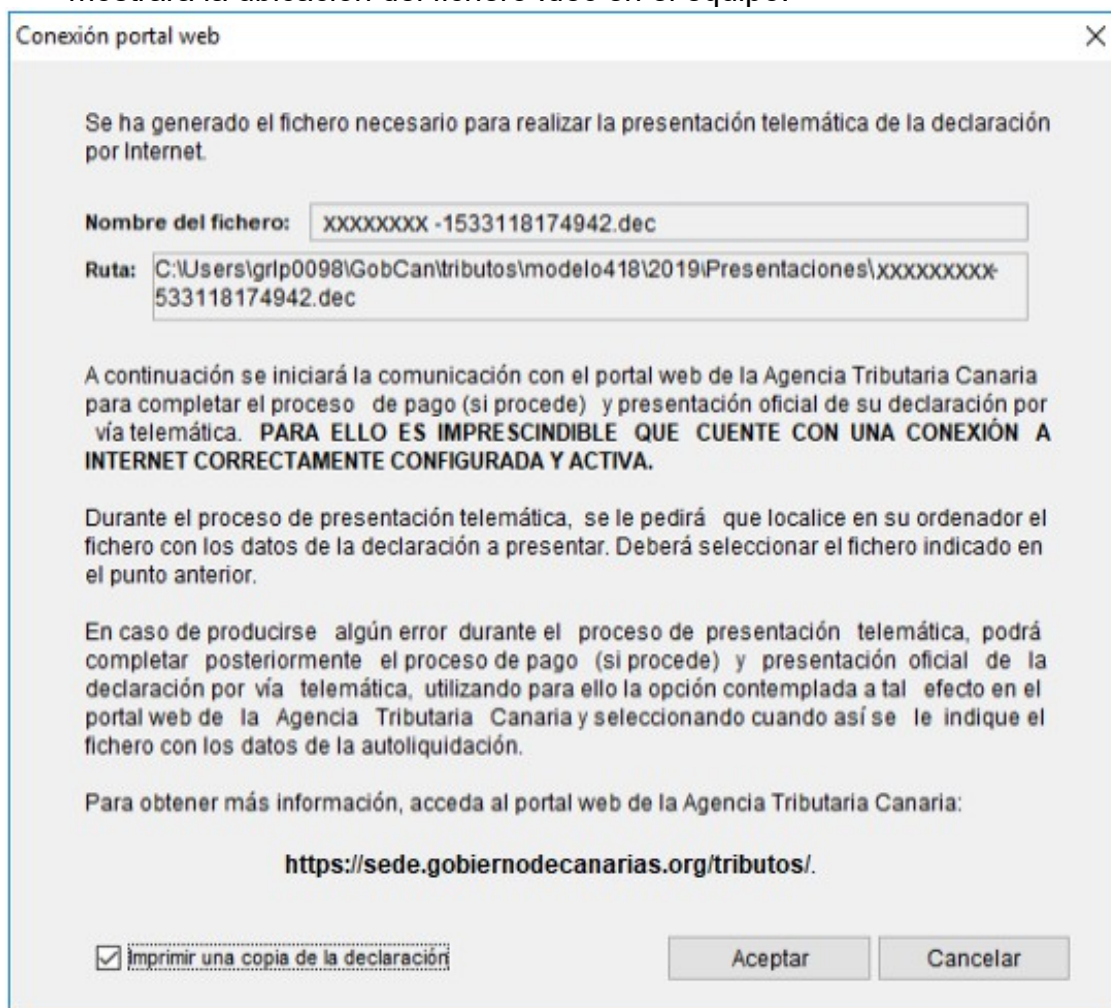 mostrará la ubicación del fichero .dec en el equipo.
Conexión portal web
Se ha generado el fichero necesario para realizar la presentación telemática de la declaración
por Internet.
Nombre del fichero: XXXXXXXX -1533118174942.dec
Ruta: C:\Users\grlp0098\GobCan\tributos\modelo418\2019\Presentaciones\XXXXXXXXX-
533118174942.dec
A continuación se iniciará la comunicación con el portal web de la Agencia Tributaria Canaria
para completar el proceso de pago (si procede) y presentación oficial de su declaración por
vía telemática. PARA ELLO ES IMPRESCINDIBLE QUE CUENTE CON UNA CONEXIÓN A
INTERNET CORRECTAMENTE CONFIGURADA Y ACTIVA.
Durante el proceso de presentación telemática, se le pedirá que localice en su ordenador el
fichero con los datos de la declaración a presentar. Deberá seleccionar el fichero indicado en
el punto anterior.
En caso de producirse algún error durante el proceso de presentación telemática, podrá
completar posteriormente el proceso de pago (si procede) y presentación oficial de la
declaración por vía telemática, utilizando para ello la opción contemplada a tal efecto en el
portal web de la Agencia Tributaria Canaria y seleccionando cuando así se le indique el
fichero con los datos de la autoliquidación.
Para obtener más información, acceda al portal web de la Agencia Tributaria Canaria:
https://sede.gobiernodecanarias.org/tributos/.
Imprimir una copia de la declaración Aceptar Cancelar